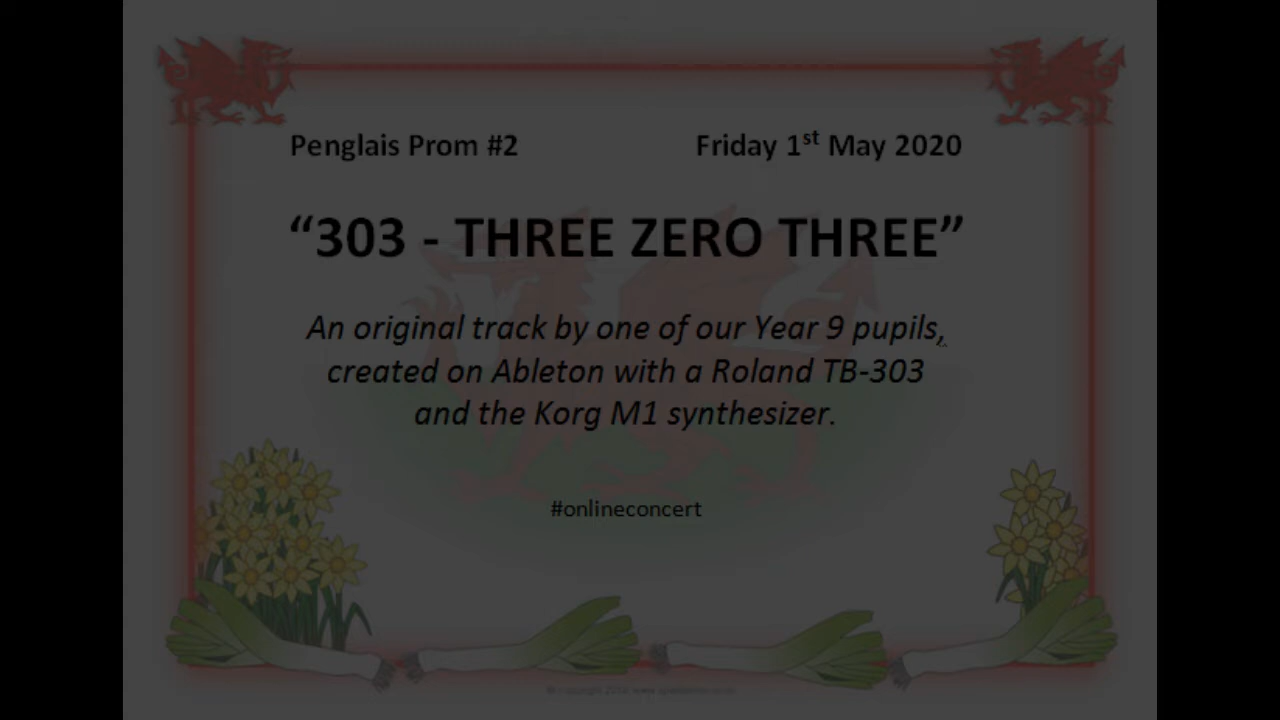 Penglais Prom #2 Friday 1st May 2020
“303 - THREE ZERO THREE”
An original track by one of our Year 9 pupils,
created on Ableton with a Roland TB-303
and the Korg M1 synthesizer.
#onlineconcert